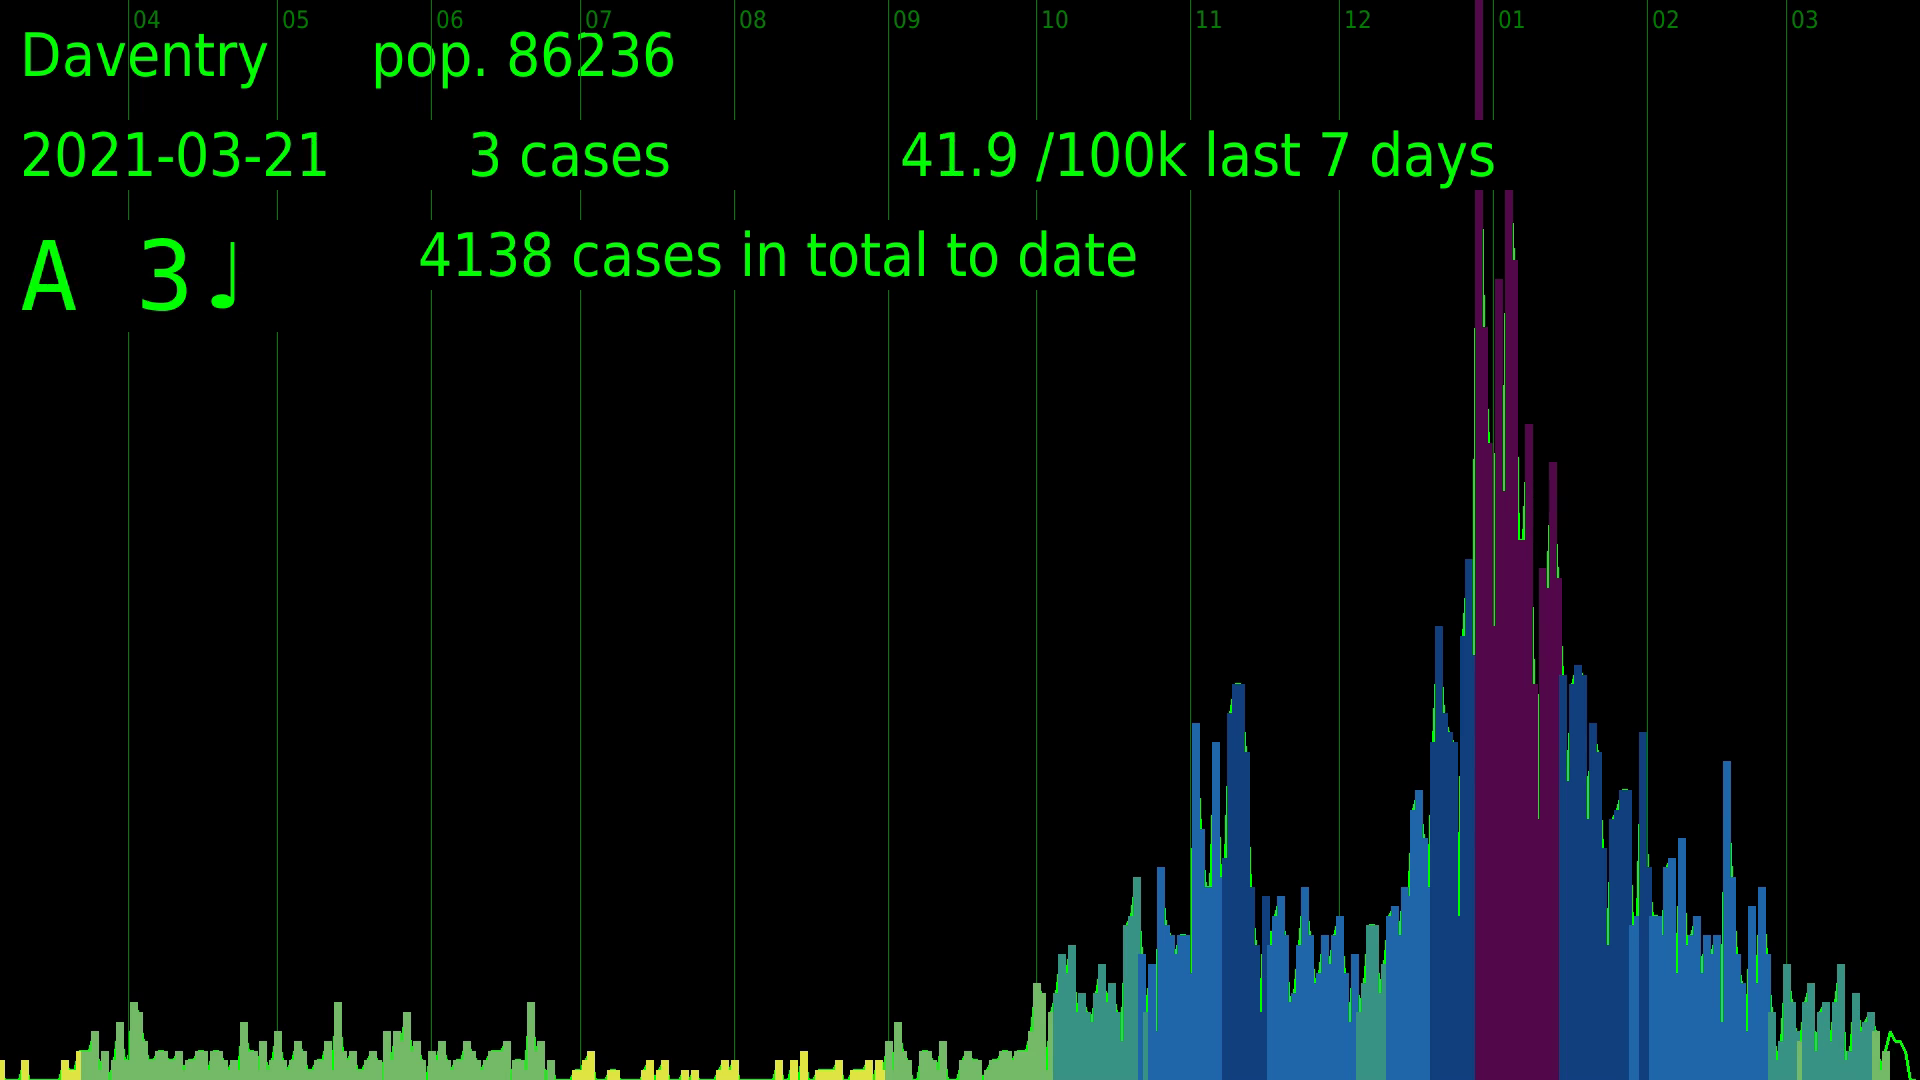 04 05 06 07 08 09 10 11 12 01 02 03
Daventry pop. 86236
2021-03-21 3 cases 41.9 /100k last 7 days
A 3♩ 4138 cases in total to date